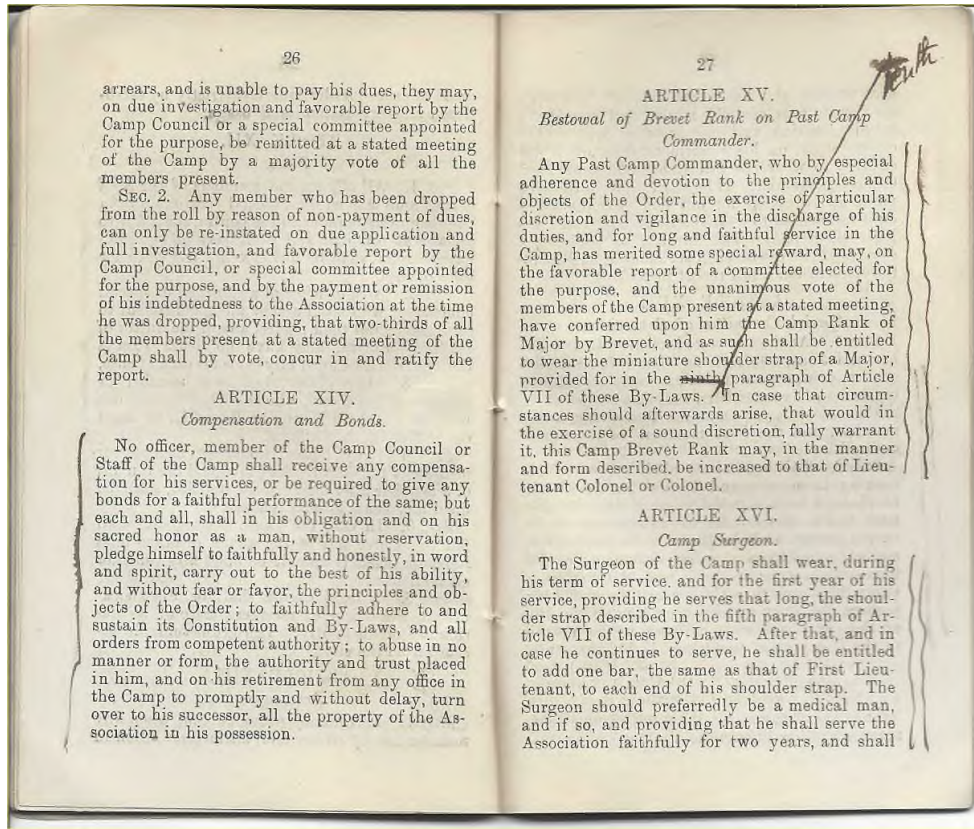 26
arrears, and is unable to pay his dues, they may,
on due investigation and favorable report by the
Camp Council or a special committee appointed
for the purpose, be remitted at a stated meeting
of the Camp by a majority vote of all the
members present.
SEC. 2. Any member who has been dropped
from the roll by reason of non-payment of dues,
can only be re-instated on due application and
full investigation, and favorable report by the
Camp Council, or special committee appointed
for the purpose, and by the payment or remission
of his indebtedness to the Association at the time
he was dropped, providing, that two-thirds of all
the members present at a stated meeting of the
Camp shall by vote, concur in and ratify the
report.
ARTICLE XIV.
Compensation and Bonds.
No officer, member of the Camp Council or
Staff of the Camp shall receive any compensa-
tion for his services, or be required to give any
bonds for a faithful performance of the same; but
each and all, shall in his obligation and on his
sacred honor as a man, without reservation,
pledge himself to faithfully and honestly, in word
and spirit, carry out to the best of his ability,
and without fear or favor, the principles and ob-
jects of the Order; to faithfully adhere to and
sustain its Constitution and By-Laws, and all
orders from competent authority; to abuse in no
manner or form, the authority and trust placed
in him, and on his retirement from any office in
the Camp to promptly and without delay, turn
over to his successor, all the property of the As-
sociation in his possession.
27
tenth
ARTICLE XV.
Bestowal of Brevet Rank on Past Camp
Commander.
Any Past Camp Commander, who by especial
adherence and devotion to the principles and
objects of the Order, the exercise of particular
discretion and vigilance in the discharge of his
duties, and for long and faithful service in the
Camp, has merited some special reward, may, on
the favorable report of a committee elected for
the purpose, and the unanimous vote of the
members of the Camp present at a stated meeting,
have conferred upon him the Camp Rank of
Major by Brevet, and as such shall be entitled
to wear the miniature shoulder strap of a Major,
provided for in the ninth paragraph of Article
VII of these By-Laws. In case that circum-
stances should afterwards arise, that would in
the exercise of a sound discretion, fully warrant
it, this Camp Brevet Rank may, in the manner
and form described, be increased to that of Lieu-
tenant Colonel or Colonel.
ARTICLE XVI.
Camp Surgeon.
The Surgeon of the Camp shall wear, during
his term of service, and for the first year of his
service, providing he serves that long, the shoul-
der strap described in the fifth paragraph of Ar-
ticle VII of these By-Laws. After that, and in
case he continues to serve, he shall be entitled
to add one bar, the same as that of First Lieu-
tenant, to each end of his shoulder strap. The
Surgeon should preferredly be a medical man,
and if so, and providing that he shall serve the
Association faithfully for two years, and shall